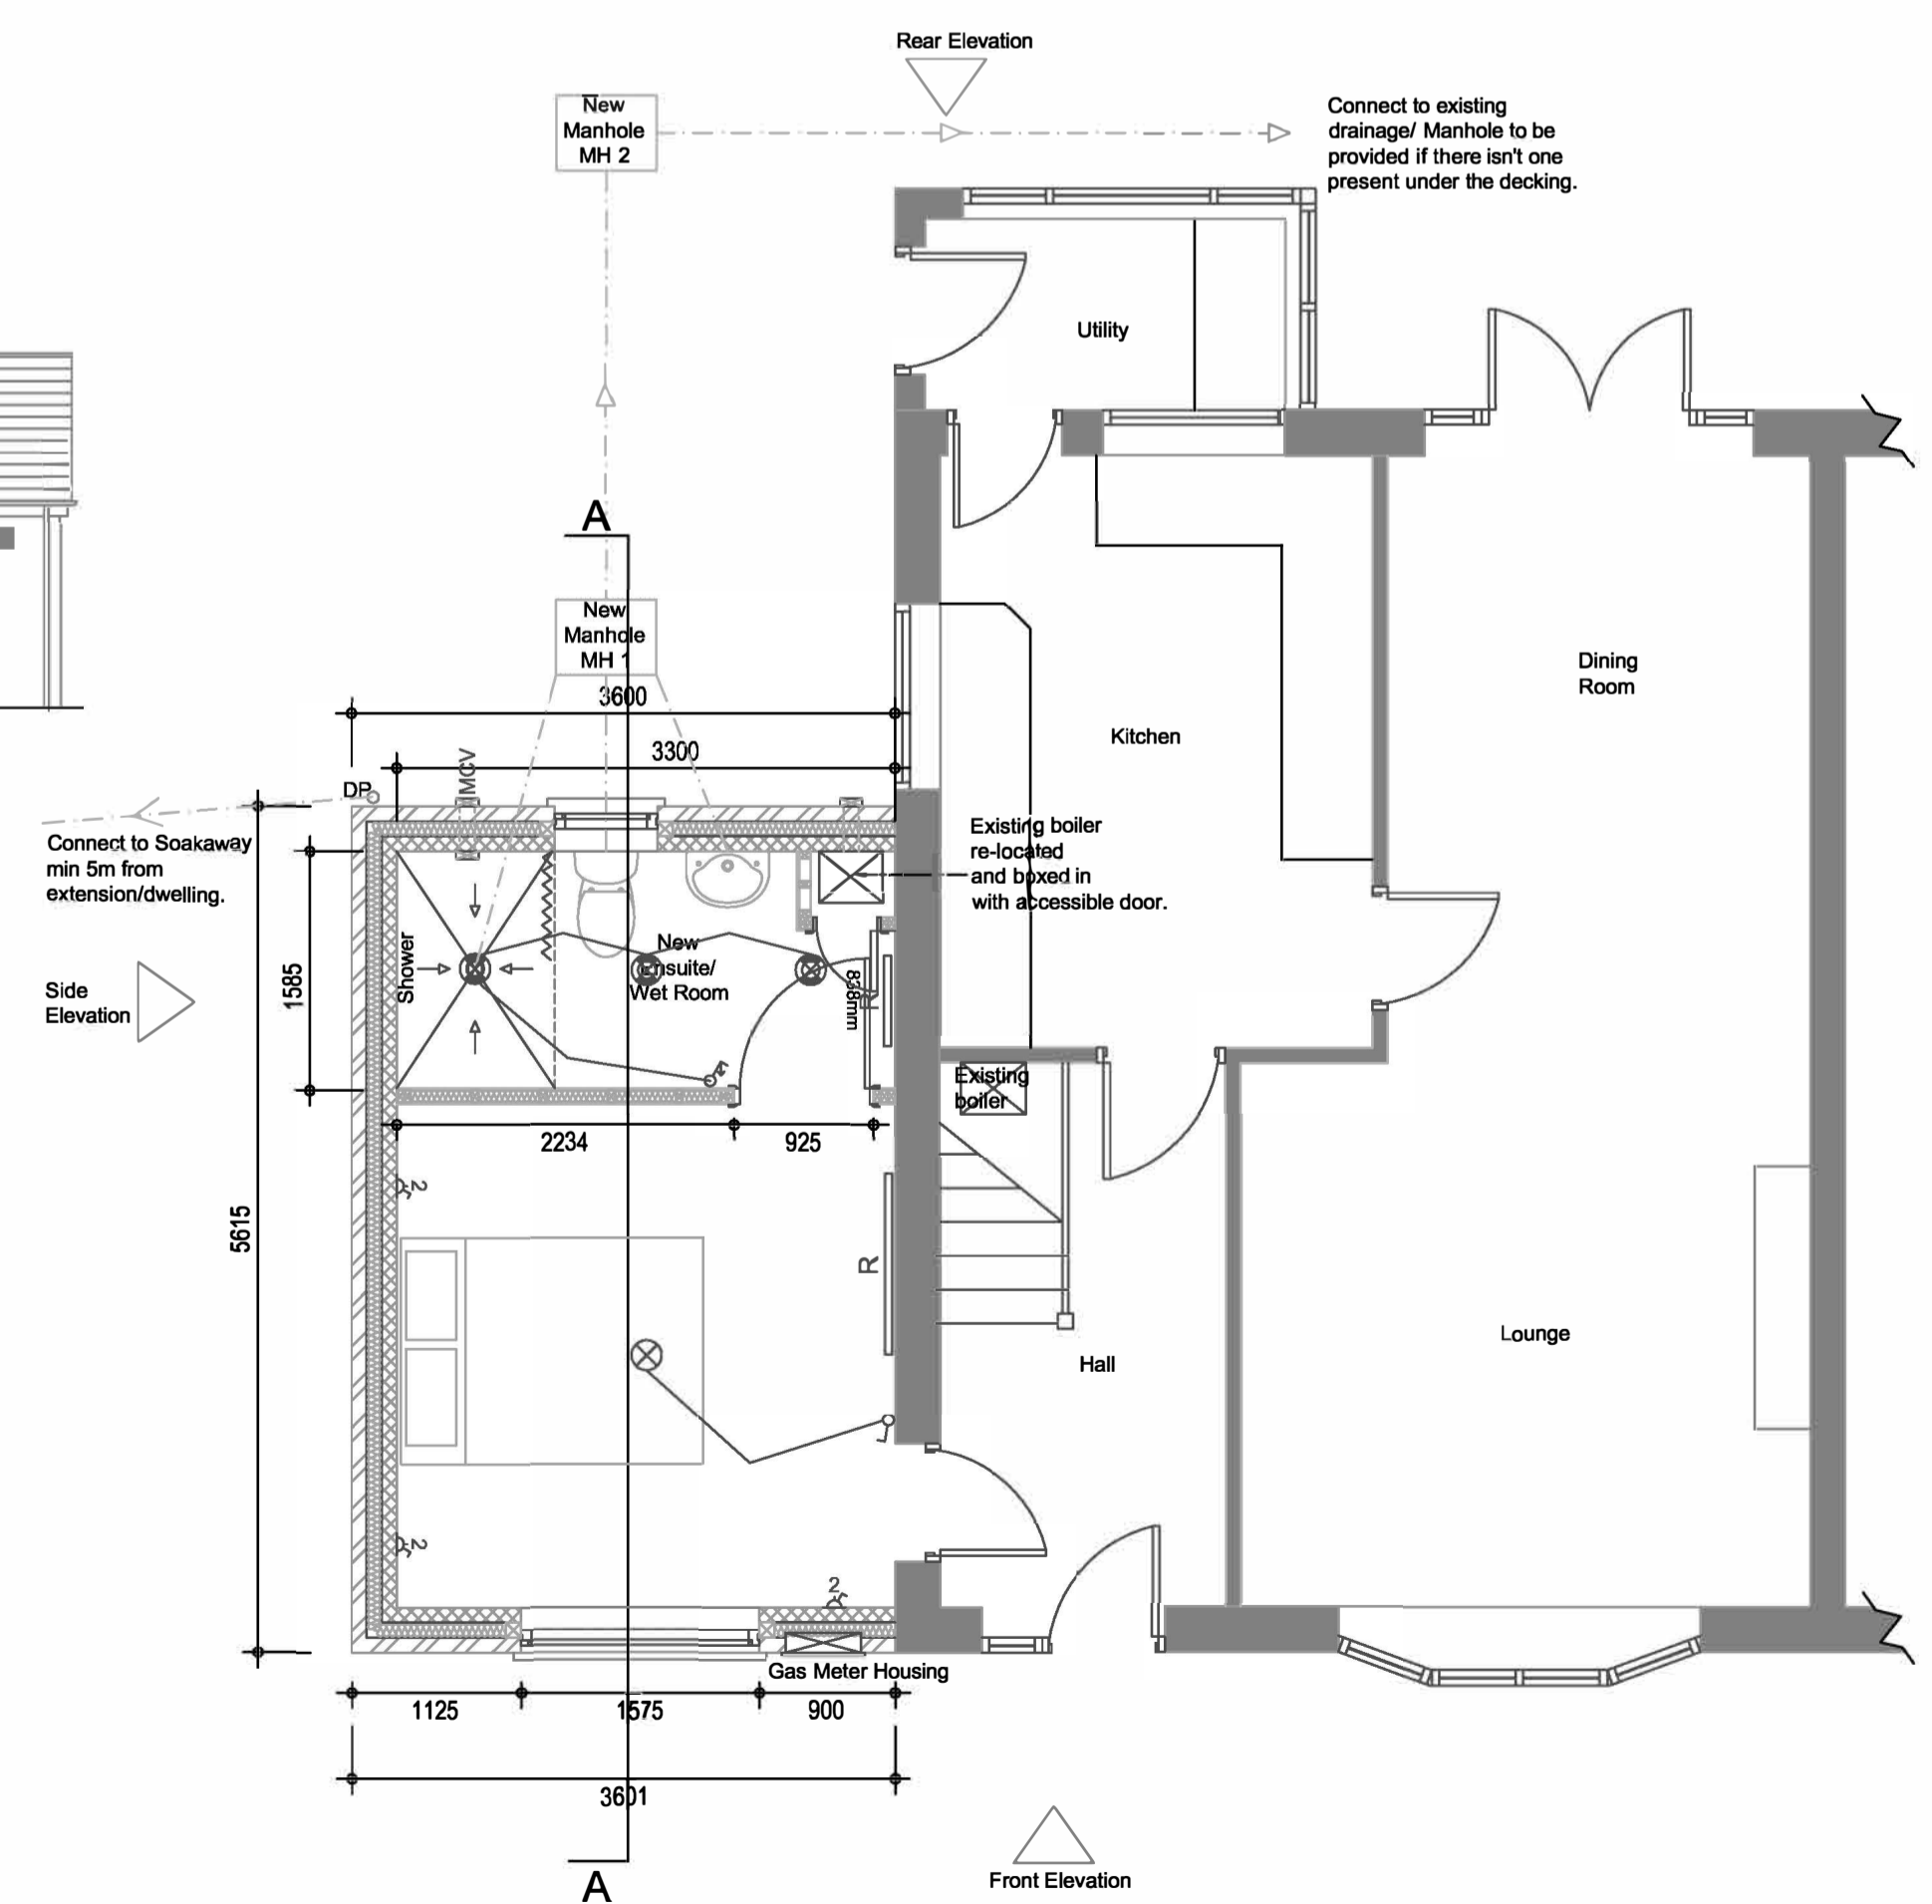 Rear Elevation
New
Manhole
MH 2
Connect to existing
drainage/ Manhole to be
provided if there isn't one
present under the decking.
Utility
A
New
Manhole
MH 1
3600
3300
Dining
Room
Kitchen
MCV
DP
Connect to Soakaway
min 5m from
extension/dwelling.
Existing boiler
re-located
and boxed in
with accessible door.
Shower
New
Ensuite/
Wet Room
838mm
1585
Side
Elevation
Existing
boiler
2234
925
2
5615
R
Lounge
Hall
2
2
Gas Meter Housing
1125
1575
900
3601
A
Front Elevation